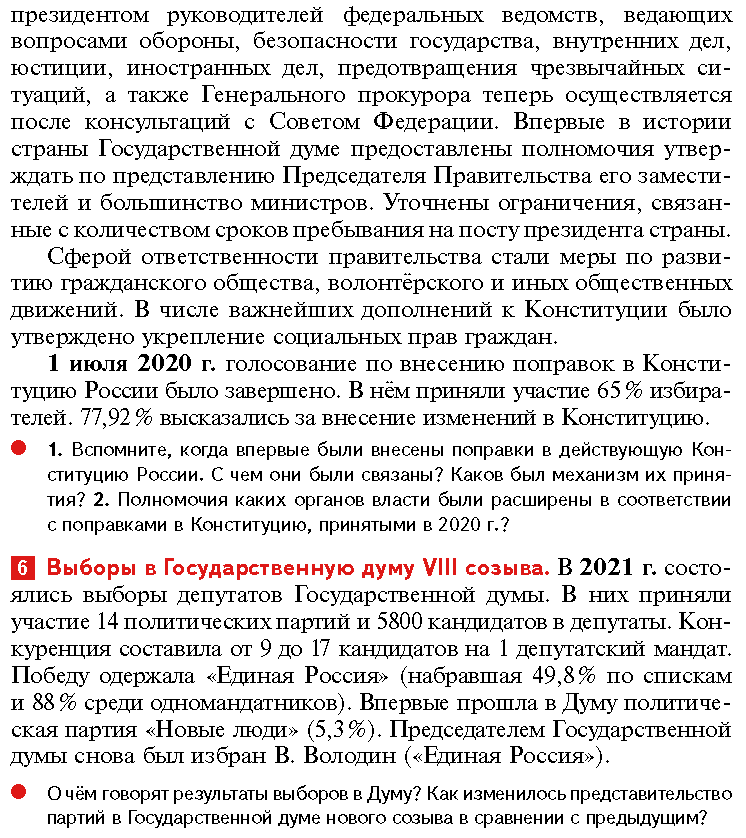 президентом руководителей федеральных ведомств, ведающих
вопросами обороны, безопасности государства, внутренних дел,
юстиции, иностранных дел, предотвращения чрезвычайных си-
туаций, а также Генерального прокурора теперь осуществляется
после консультаций с Советом Федерации. Впервые в истории
страны Государственной думе предоставлены полномочия утвер-
ждать по представлению Председателя Правительства его замести-
телей и большинство министров. Уточнены ограничения, связан-
ные с количеством сроков пребывания на посту президента страны.
Сферой ответственности правительства стали меры по разви-
тию гражданского общества, волонтёрского и иных общественных
движений. В числе важнейших дополнений к Конституции было
утверждено укрепление социальных прав граждан.
1 июля 2020 г. голосование по внесению поправок в Консти-
туцию России было завершено. В нём приняли участие 65 % избира-
телей. 77,92 % высказались за внесение изменений в Конституцию.
1. Вспомните, когда впервые были внесены поправки в действующую Кон-
ституцию России. С чем они были связаны? Каков был механизм их приня-
тия? 2. Полномочия каких органов власти были расширены в соответствии
с поправками в Конституцию, принятыми в 2020 г.?
6 Выборы в Государственную думу VIII созыва. В 2021 г. состо-
ялись выборы депутатов Государственной думы. В них приняли
участие 14 политических партий и 5800 кандидатов в депутаты. Кон-
куренция составила от 9 до 17 кандидатов на 1 депутатский мандат.
Победу одержала «Единая Россия» (набравшая 49,8 % по спискам
и 88 % среди одномандатников). Впервые прошла в Думу политиче-
ская партия «Новые люди» (5,3 %). Председателем Государственной
думы снова был избран В. Володин («Единая Россия»).
О чём говорят результаты выборов в Думу? Как изменилось представительство
партий в Государственной думе нового созыва в сравнении с предыдущим?